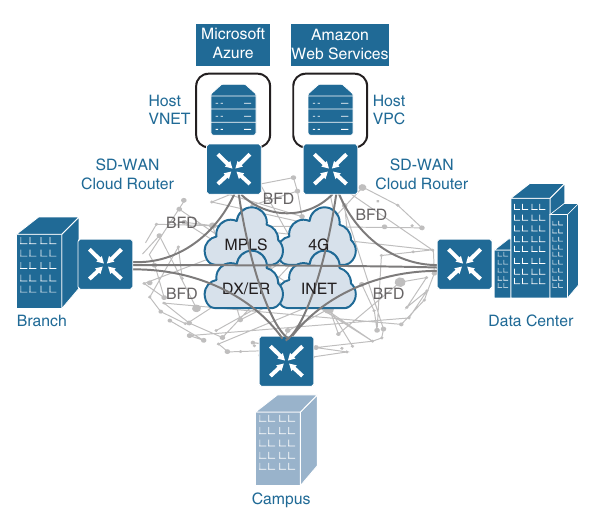 Microsoft
Azure
Amazon
Web Services
Host
VNET
Host
VPC
SD-WAN
Cloud Router
SD-WAN
Cloud Router
BFD
BFD
BFD
MPLS
4G
DX/ER
INET
BFD
BFD
Branch
Data Center
Campus